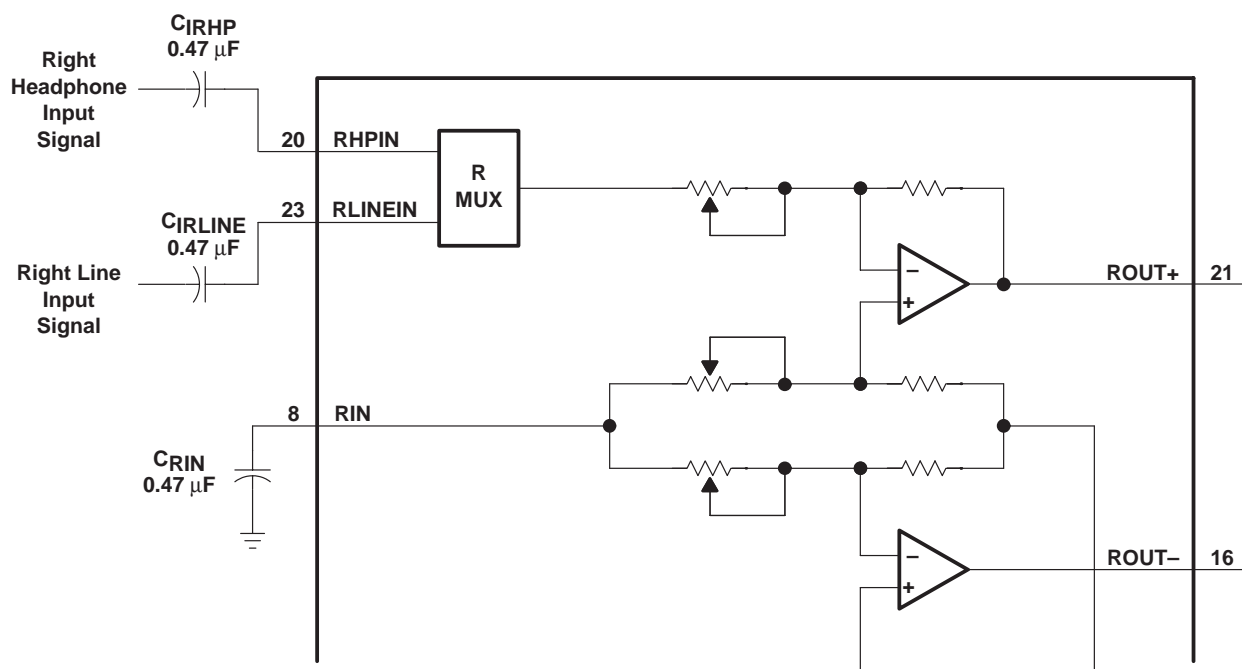 CIRHP
0.47 μF
Right
Headphone
Input
Signal
20
RHPIN
R
MUX
23
RLINEIN
CIRLINE
0.47 μF
Right Line
Input
Signal
−
+
ROUT+
21
8
RIN
CRIN
0.47 μF
−
+
ROUT−
16